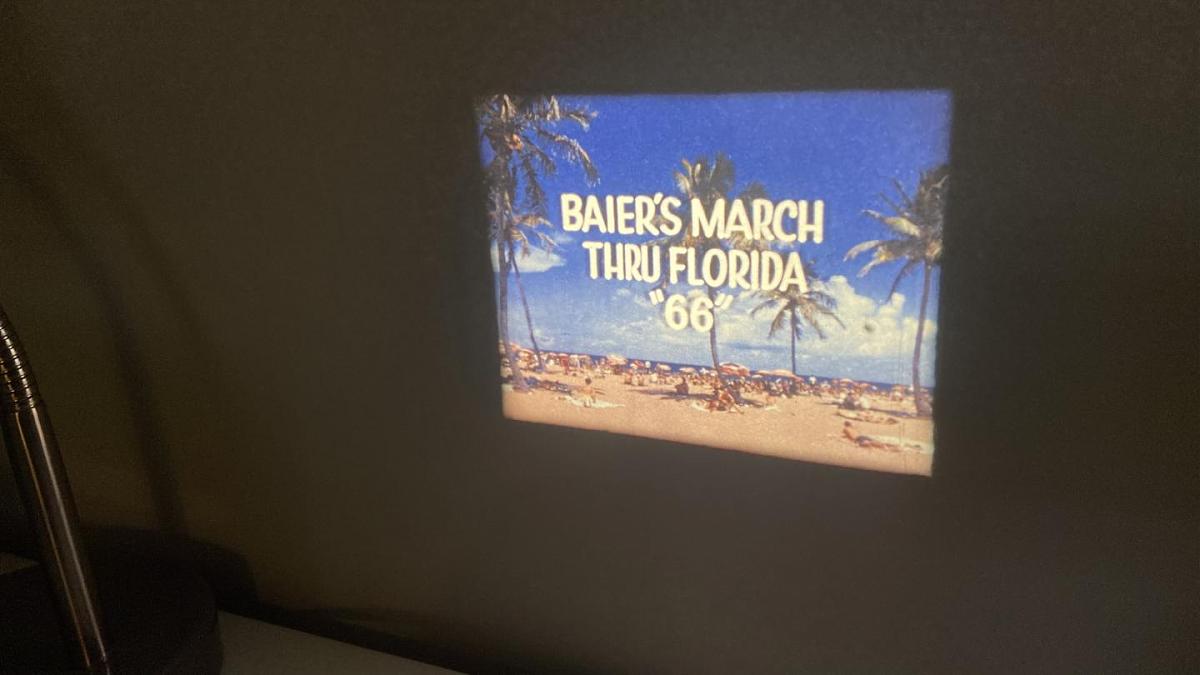 BAIER'S MARCH
THRU FLORIDA
"66"